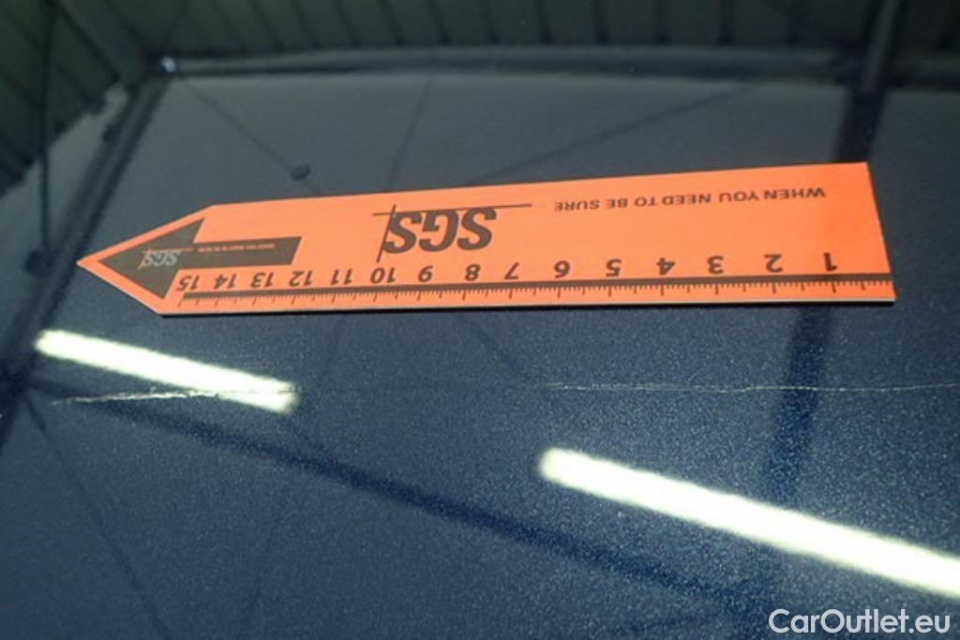 WHEN YOU NEED TO BE SURE
SGS
SGS
1 2 3 4 5 6 7 8 9 10 11 12 13 14 15
CarOutlet.eu